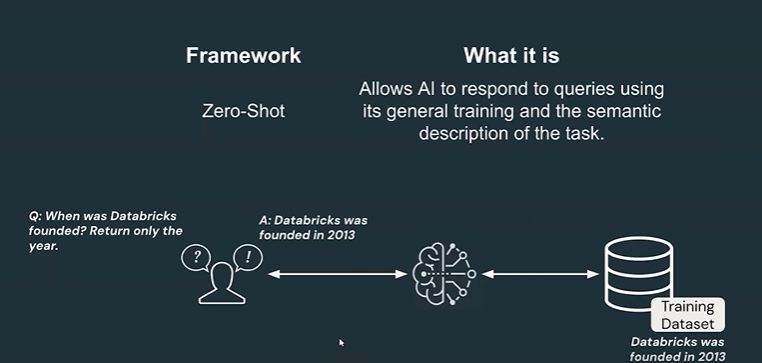 Framework
What it is
Zero-Shot
Allows AI to respond to queries using
its general training and the semantic
description of the task.
Q: When was Databricks
founded? Return only the
year.
?
!
A: Databricks was
founded in 2013
Training
Dataset
Databricks was
founded in 2013